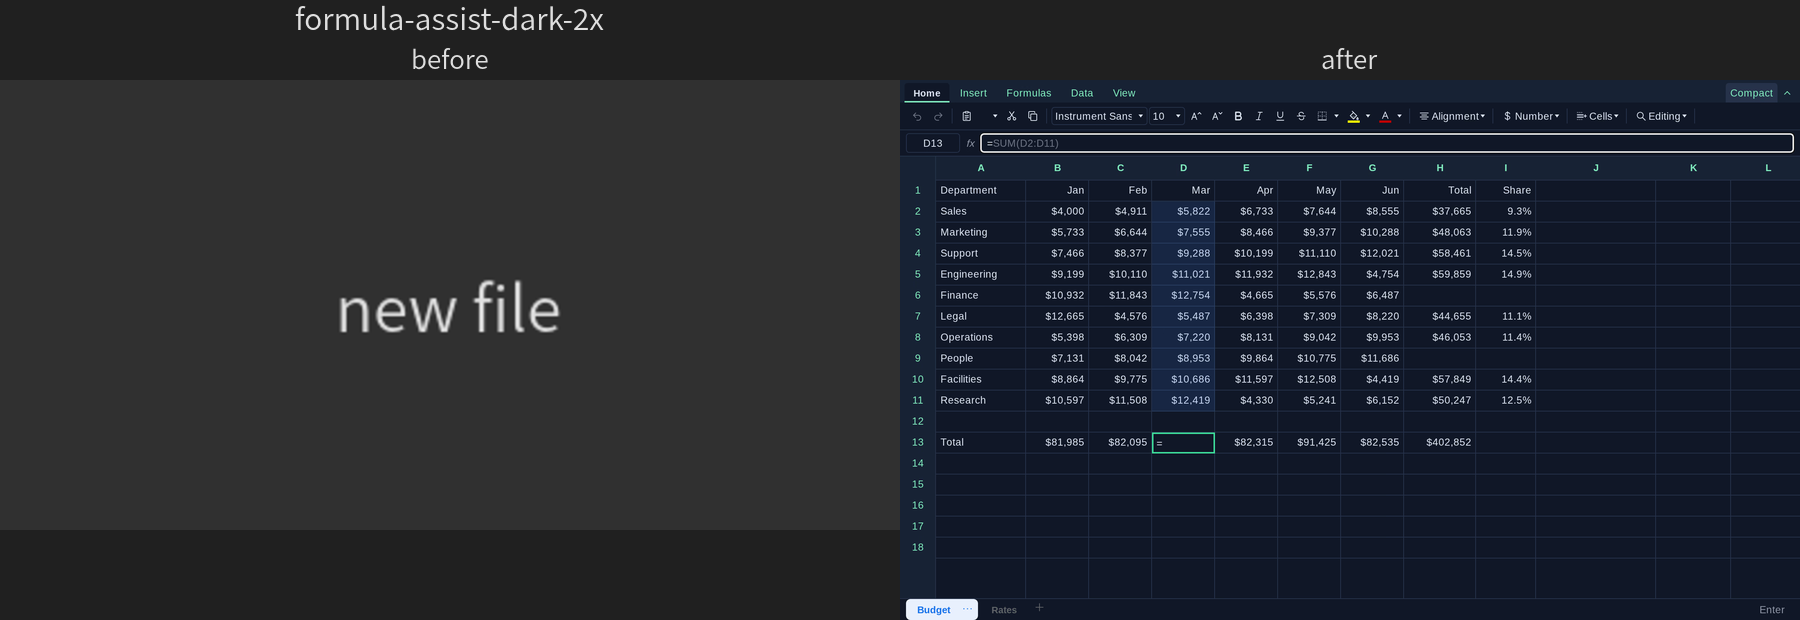 formula-assist-dark-2x
before
after
new file
Home Insert Formulas Data View Compact
Instrument Sans 10 A A B I U S A Alignment $ Number Cells Editing
D13 fx =SUM(D2:D11)
A B C D E F G H I J K L
1 Department Jan Feb Mar Apr May Jun Total Share
2 Sales $4,000 $4,911 $5,822 $6,733 $7,644 $8,555 $37,665 9.3%
3 Marketing $5,733 $6,644 $7,555 $8,466 $9,377 $10,288 $48,063 11.9%
4 Support $7,466 $8,377 $9,288 $10,199 $11,110 $12,021 $58,461 14.5%
5 Engineering $9,199 $10,110 $11,021 $11,932 $12,843 $4,754 $59,859 14.9%
6 Finance $10,932 $11,843 $12,754 $4,665 $5,576 $6,487
7 Legal $12,665 $4,576 $5,487 $6,398 $7,309 $8,220 $44,655 11.1%
8 Operations $5,398 $6,309 $7,220 $8,131 $9,042 $9,953 $46,053 11.4%
9 People $7,131 $8,042 $8,953 $9,864 $10,775 $11,686
10 Facilities $8,864 $9,775 $10,686 $11,597 $12,508 $4,419 $57,849 14.4%
11 Research $10,597 $11,508 $12,419 $4,330 $5,241 $6,152 $50,247 12.5%
12
13 Total $81,985 $82,095 = $82,315 $91,425 $82,535 $402,852
14
15
16
17
18
Budget ··· Rates + Enter